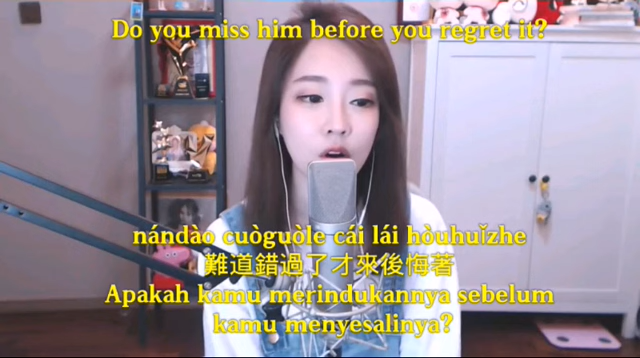 Do you miss him before you regret it?
nándào cuòguòle cái lái hòuhuǐzhe
難道錯過了才來後悔著
Apakah kamu merindukannya sebelum
kamu menyesalinya?